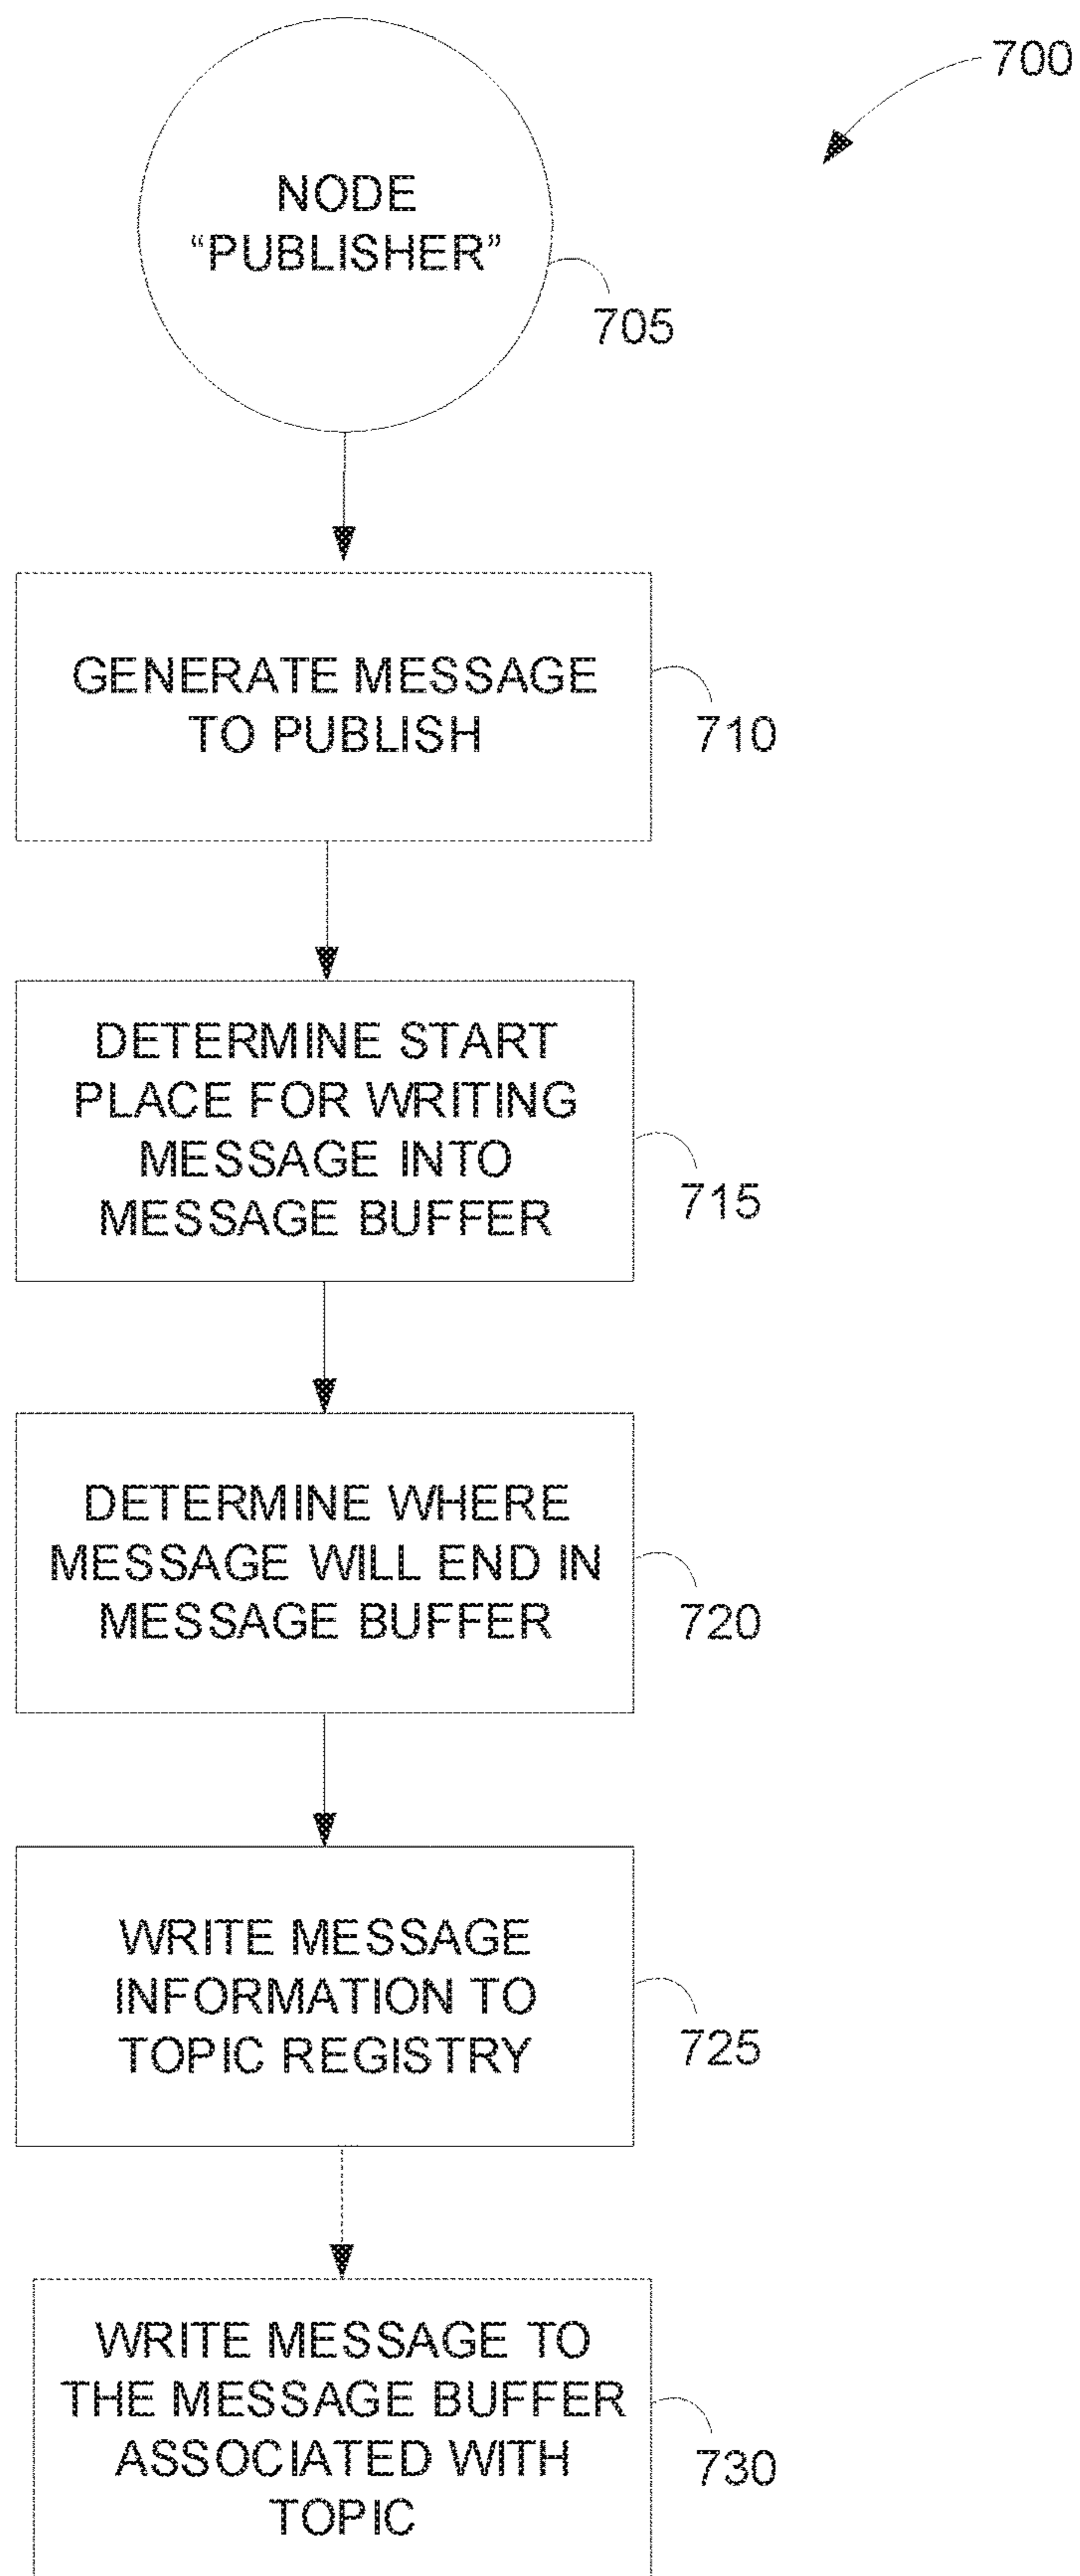 700
NODE
“PUBLISHER”
705
GENERATE MESSAGE
TO PUBLISH
710
DETERMINE START
PLACE FOR WRITING
MESSAGE INTO
MESSAGE BUFFER
715
DETERMINE WHERE
MESSAGE WILL END IN
MESSAGE BUFFER
720
WRITE MESSAGE
INFORMATION TO
TOPIC REGISTRY
725
WRITE MESSAGE TO
THE MESSAGE BUFFER
ASSOCIATED WITH
TOPIC
730